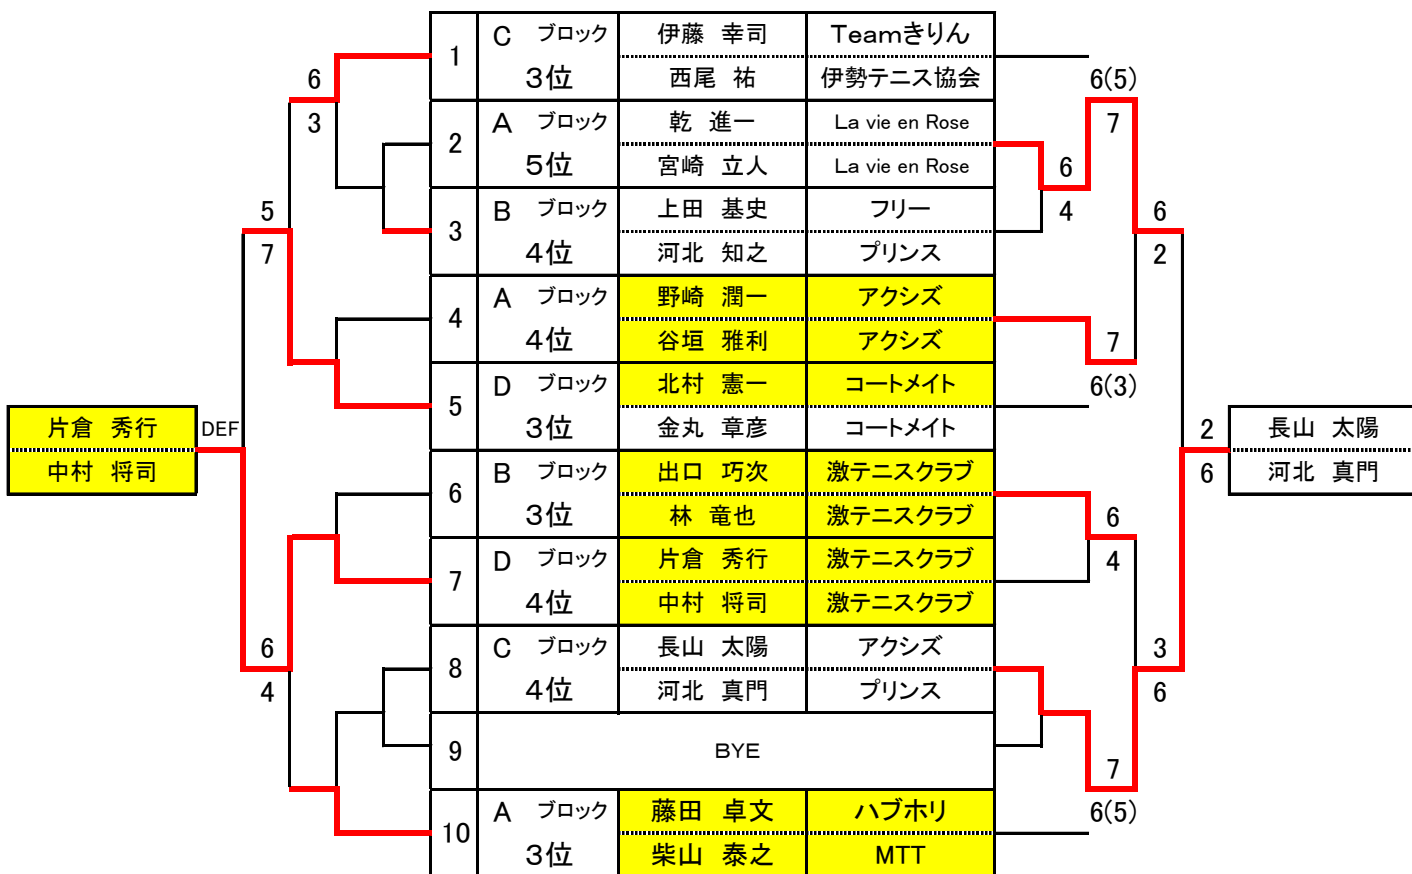 1 C ブロック 3位 伊藤 幸司 Teamきりん
西尾 祐 伊勢テニス協会
2 A ブロック 5位 乾 進一 La vie en Rose
宮崎 立人 La vie en Rose
3 B ブロック 4位 上田 基史 フリー
河北 知之 プリンス
4 A ブロック 4位 野崎 潤一 アクシズ
谷垣 雅利 アクシズ
5 D ブロック 3位 北村 憲一 コートメイト
金丸 章彦 コートメイト
6 B ブロック 3位 出口 巧次 激テニスクラブ
林 竜也 激テニスクラブ
7 D ブロック 4位 片倉 秀行 激テニスクラブ
中村 将司 激テニスクラブ
8 C ブロック 4位 長山 太陽 アクシズ
河北 真門 プリンス
9 BYE
10 A ブロック 3位 藤田 卓文 ハブホリ
柴山 泰之 MTT
6
3
5
7
片倉 秀行
中村 将司
DEF
6
4
6(5)
7
6
4
6
2
7
6(3)
2
6
長山 太陽
河北 真門
6
4
3
6
7
6(5)